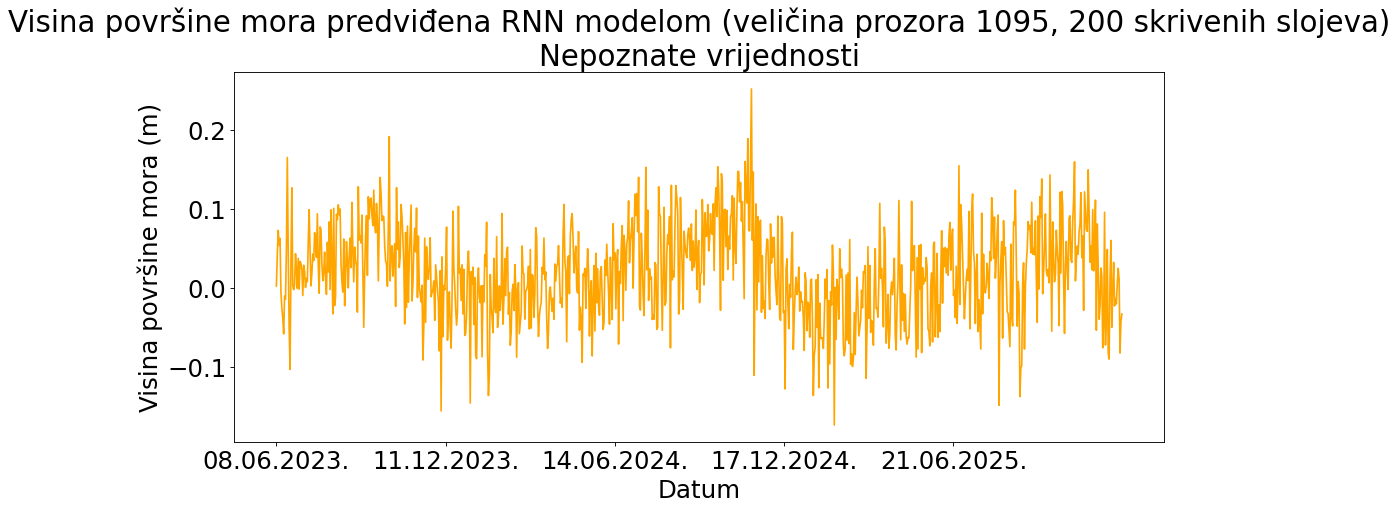 Visina površine mora predviđena RNN modelom (veličina prozora 1095, 200 skrivenih slojeva)
Nepoznate vrijednosti
Visina površine mora (m)
0.2
0.1
0.0
−0.1
08.06.2023. 11.12.2023. 14.06.2024. 17.12.2024. 21.06.2025.
Datum